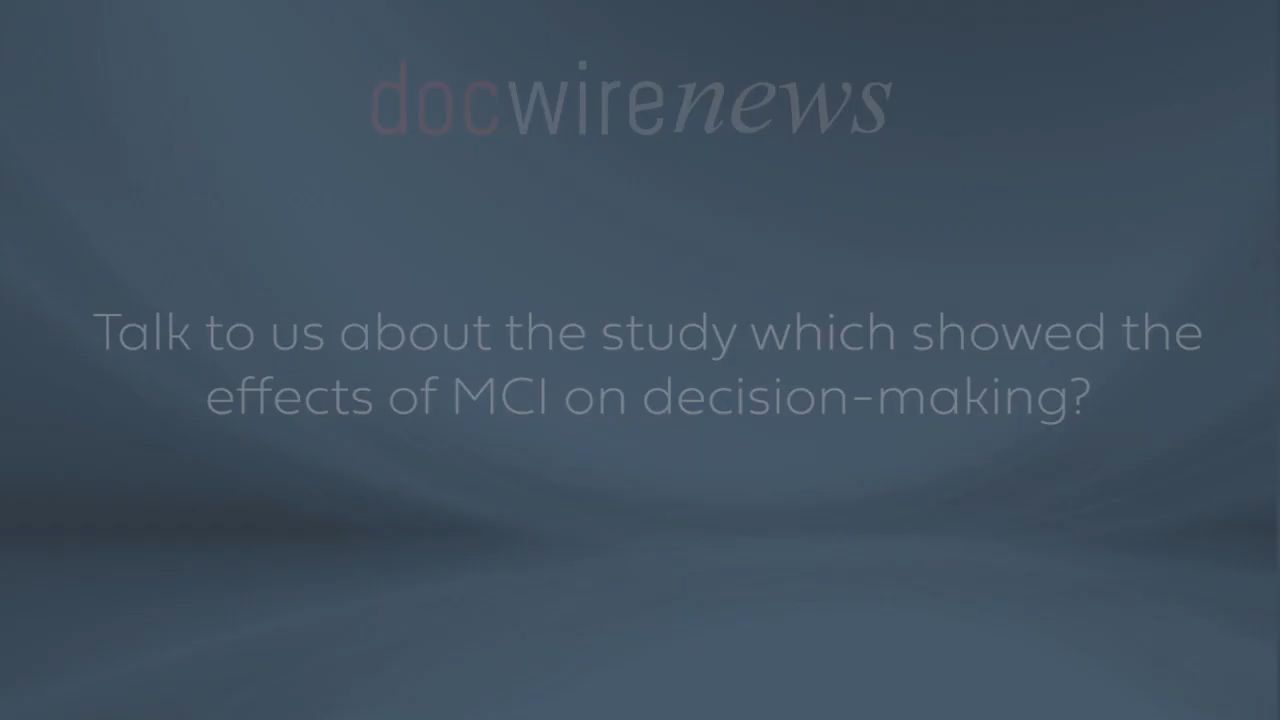 docwirenews
Talk to us about the study which showed the
effects of MCI on decision-making?